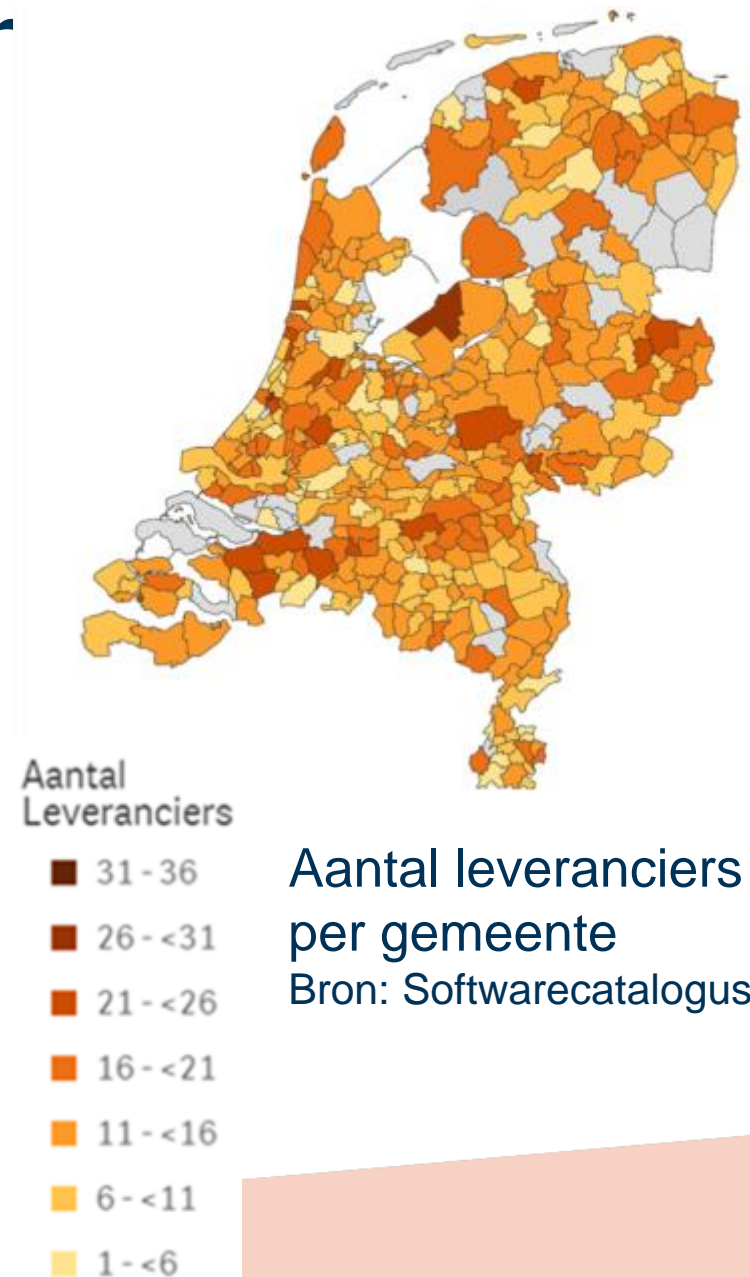 Aantal
Leveranciers
31 - 36
26 - <31
21 - <26
16 - <21
11 - <16
6 - <11
1 - <6
Aantal leveranciers
per gemeente
Bron: Softwarecatalogus